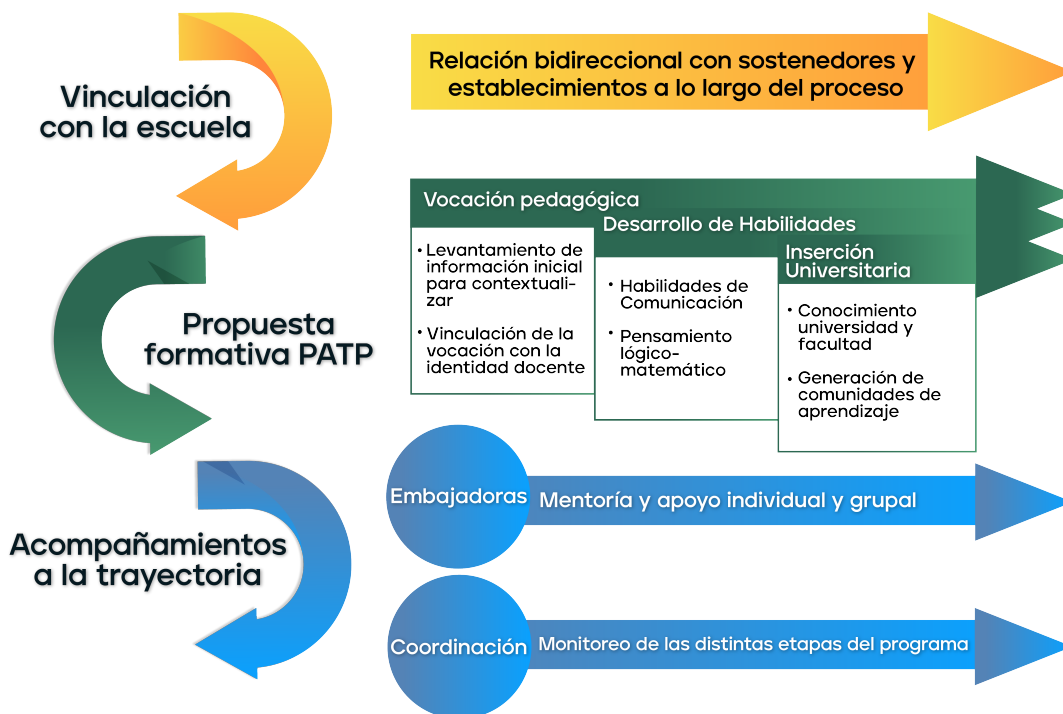 Vinculación
con la escuela
Relación bidireccional con sostenedores y
establecimientos a lo largo del proceso
Propuesta
formativa PATP
Vocación pedagógica
• Levantamiento de
información inicial
para contextuali-
zar
• Vinculación de la
vocación con la
identidad docente
Desarrollo de Habilidades
• Habilidades de
Comunicación
• Pensamiento
lógico-
matemático
Inserción
Universitaria
• Conocimiento
universidad y
facultad
• Generación de
comunidades de
aprendizaje
Acompañamientos
a la trayectoria
Embajadoras
Mentoría y apoyo individual y grupal
Coordinación
Monitoreo de las distintas etapas del programa